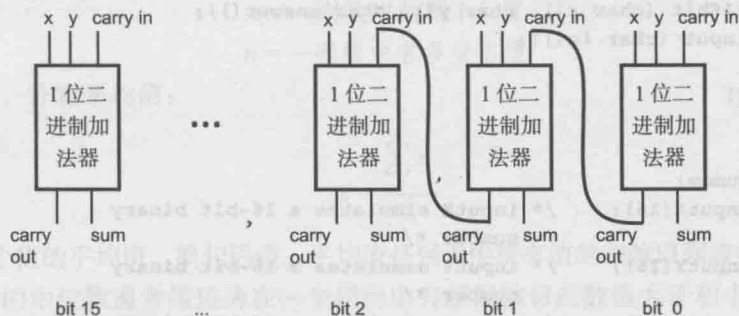 x y carry in x y carry in x y carry in x y carry in
1 位二 1 位二 1 位二 1 位二
进制加 ... 进制加 进制加 进制加
法器 法器 法器 法器
carry sum carry sum carry sum carry sum
out out out out
bit 15 ... bit 2 bit 1 bit 0